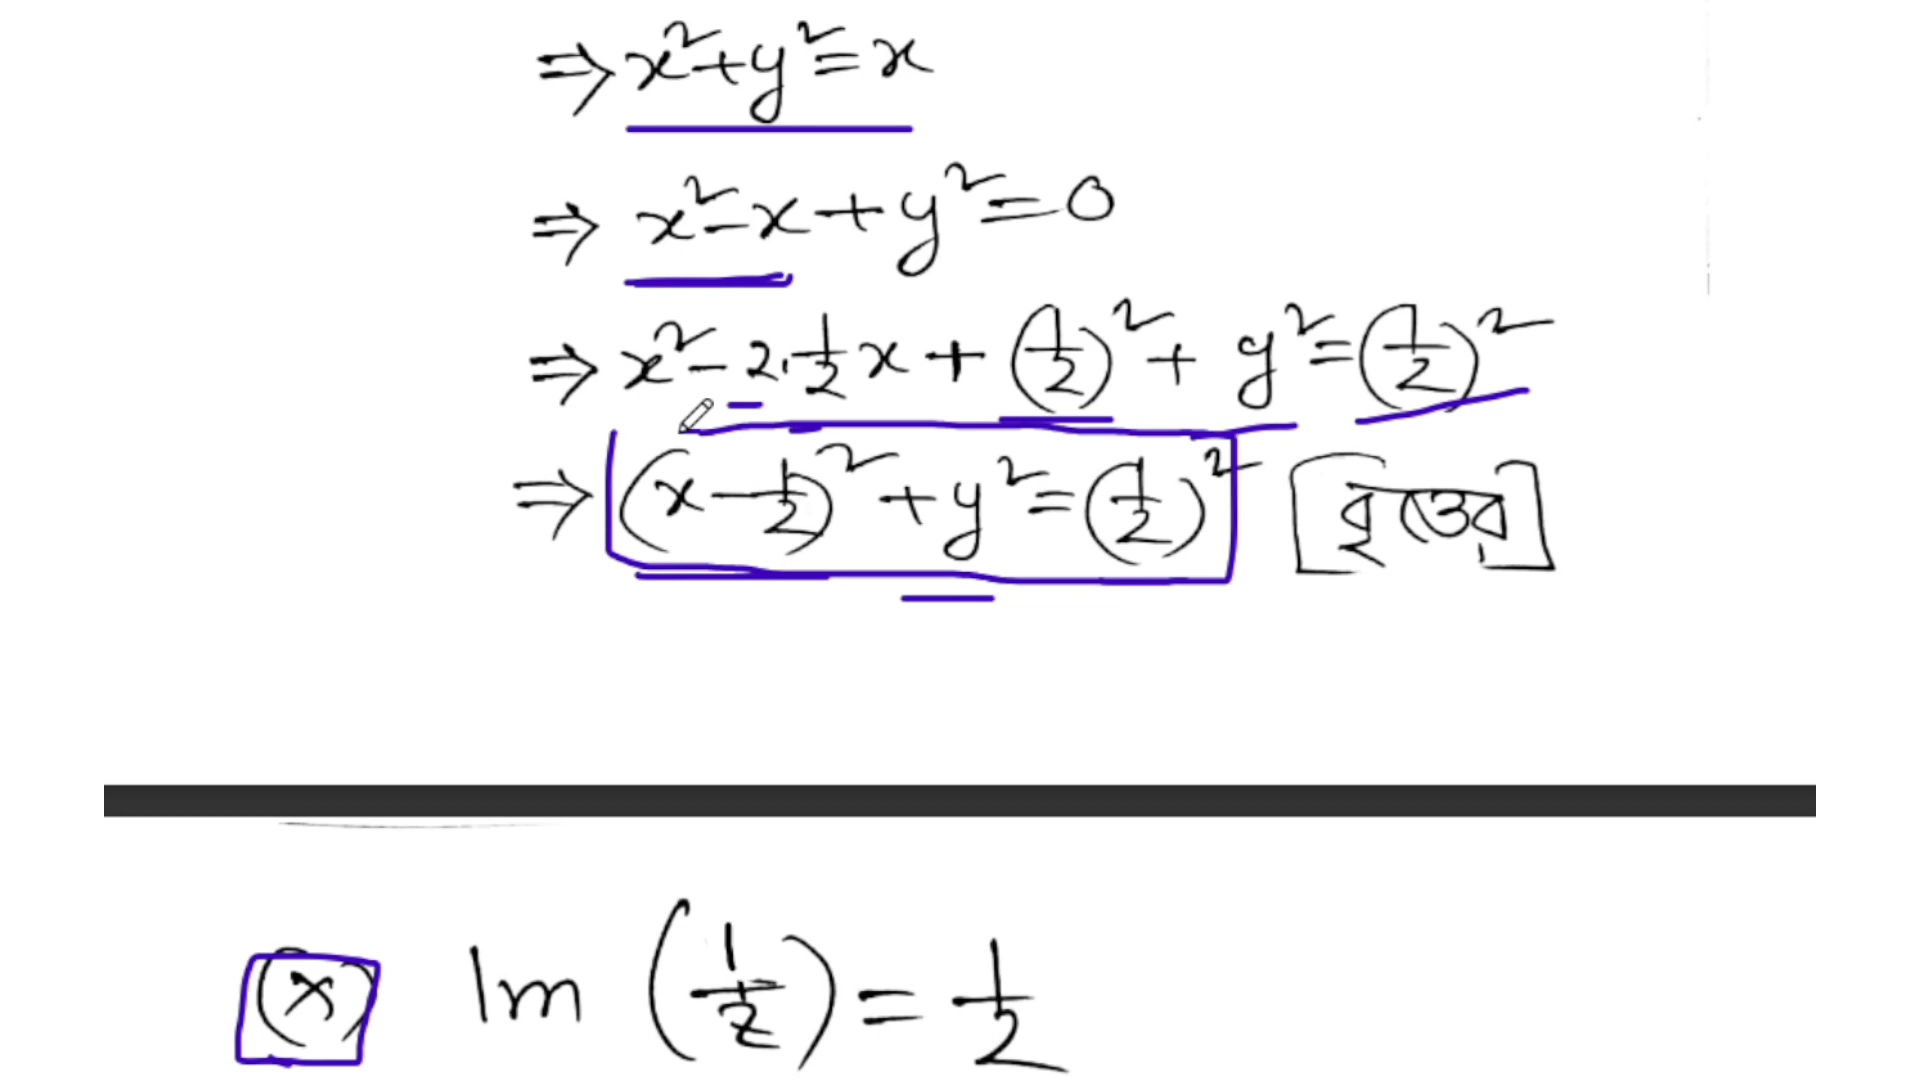 ⇒ x²+y²=x
⇒ x²-x+y²=0
⇒ x²-2.½x+(½)²+y²=(½)²
⇒ (x-½)²+y²=(½)² [বৃত্তের]
(x) Im (1/z) = 1/2